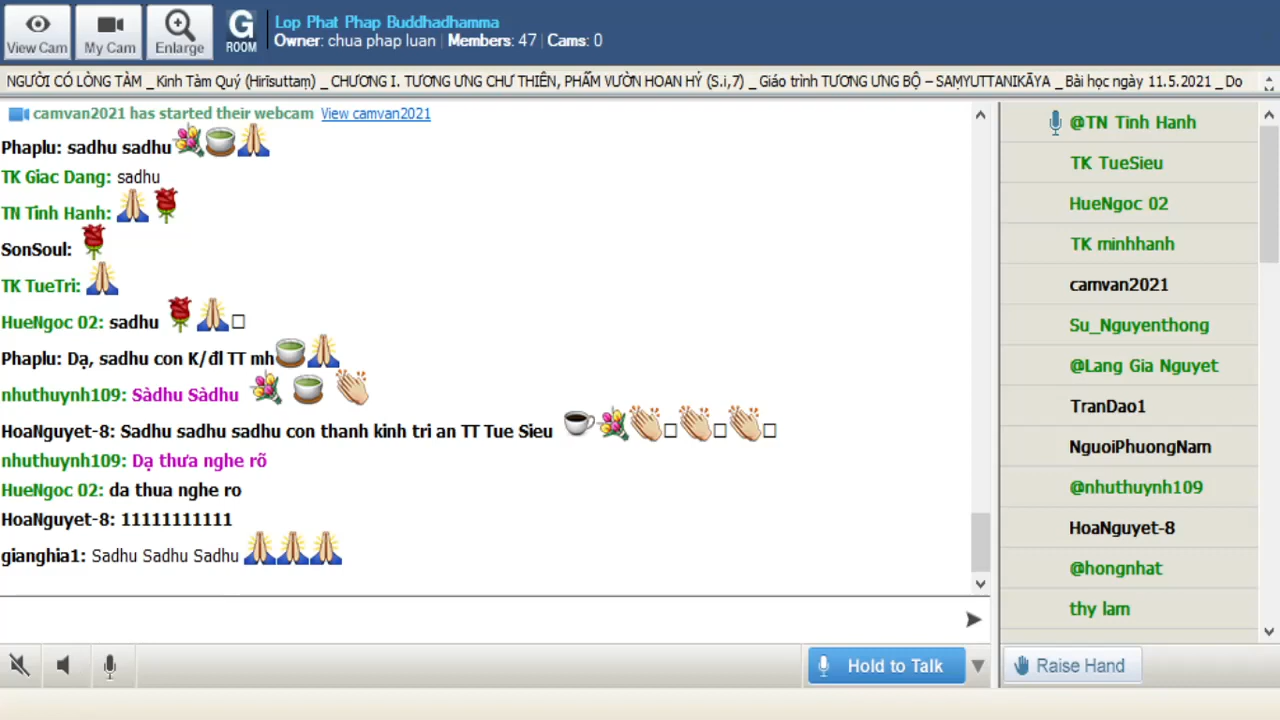 View Cam
My Cam
Enlarge
G
ROOM
Lop Phat Phap Buddhadhamma
Owner: chua phap luan | Members: 47 | Cams: 0
NGƯỜI CÓ LÒNG TÀM _ Kinh Tàm Quý (Hirīsuttaṃ) _ CHƯƠNG I. TƯƠNG ƯNG CHƯ THIÊN, PHẨM VƯỜN HOAN HỶ (S.i,7) _ Giáo trình TƯƠNG ƯNG BỘ – SAṂYUTTANIKĀYA _ Bài học ngày 11.5.2021 _ Do
camvan2021 has started their webcam View camvan2021
Phaplu: sadhu sadhu
TK Giac Dang: sadhu
TN Tinh Hanh:
SonSoul:
TK TueTri:
HueNgoc 02: sadhu
Phaplu: Dạ, sadhu con K/đl TT mh
nhuthuynh109: Sàdhu Sàdhu
HoaNguyet-8: Sadhu sadhu sadhu con thanh kinh tri an TT Tue Sieu
nhuthuynh109: Dạ thưa nghe rõ
HueNgoc 02: da thua nghe ro
HoaNguyet-8: 11111111111
gianghia1: Sadhu Sadhu Sadhu
@TN Tinh Hanh
TK TueSieu
HueNgoc 02
TK minhhanh
camvan2021
Su_Nguyenthong
@Lang Gia Nguyet
TranDao1
NguoiPhuongNam
@nhuthuynh109
HoaNguyet-8
@hongnhat
thy lam
Hold to Talk
Raise Hand